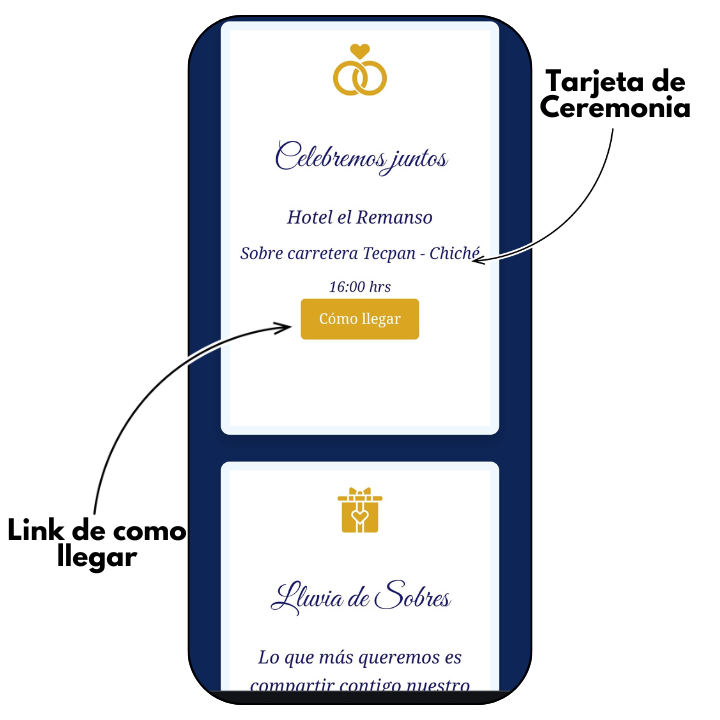 Tarjeta de
Ceremonia
Celebremos juntos
Hotel el Remanso
Sobre carretera Tecpan - Chiché
16:00 hrs
Cómo llegar
Link de como
llegar
Lluvia de Sobres
Lo que más queremos es
compartir contigo nuestro